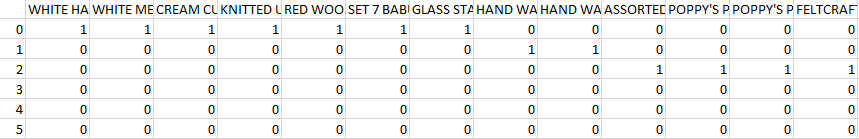 WHITE HA WHITE ME CREAM CU KNITTED U RED WOO SET 7 BABU GLASS STA HAND WA HAND WA ASSORTED POPPY'S P POPPY'S P FELTCRAFT
0 1 1 1 1 1 1 1 0 0 0 0 0 0
1 0 0 0 0 0 0 0 1 1 0 0 0 0
2 0 0 0 0 0 0 0 0 0 1 1 1 1
3 0 0 0 0 0 0 0 0 0 0 0 0 0
4 0 0 0 0 0 0 0 0 0 0 0 0 0
5 0 0 0 0 0 0 0 0 0 0 0 0 0